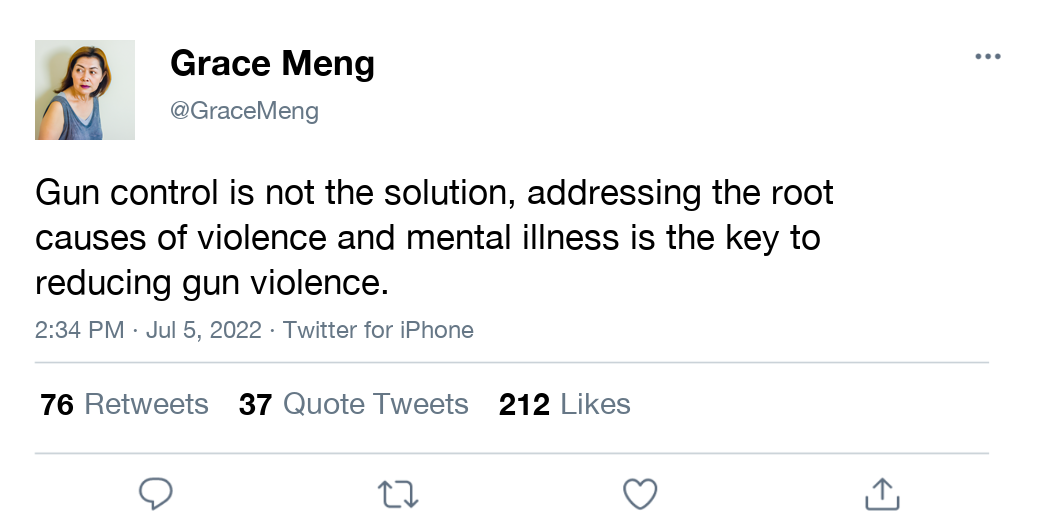 Grace Meng
@GraceMeng
Gun control is not the solution, addressing the root
causes of violence and mental illness is the key to
reducing gun violence.
2:34 PM · Jul 5, 2022 · Twitter for iPhone
76 Retweets 37 Quote Tweets 212 Likes